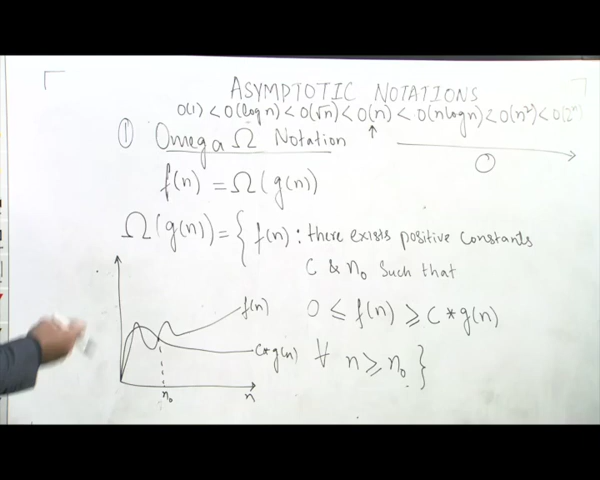 ASYMPTOTIC NOTATIONS
O(1) < O(log n) < O(√n) < O(n) < O(n log n) < O(n²) < O(2ⁿ)
① Omega Ω Notation
f(n) = Ω(g(n))
Ω(g(n)) = { f(n) : there exists positive constants
C & n₀ such that
0 ≤ f(n) ≥ C * g(n)
∀ n ≥ n₀ }
f(n)
C*g(n)
n₀
n